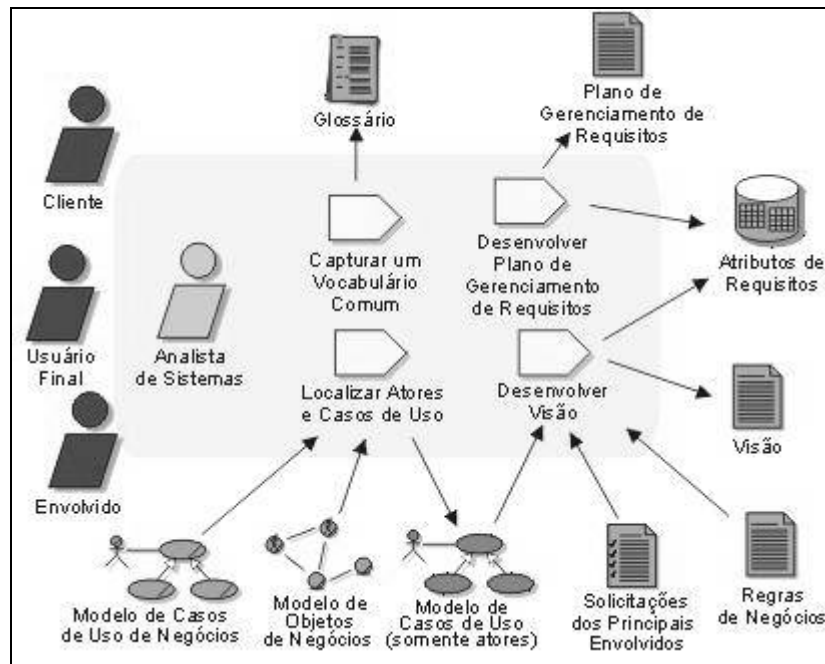 Glossário
Plano de
Gerenciamento de
Requisitos
Cliente
Capturar um
Vocabulário
Comum
Desenvolver
Plano de
Gerenciamento
de Requisitos
Atributos de
Requisitos
Usuário
Final
Analista
de Sistemas
Localizar Atores
e Casos de Uso
Desenvolver
Visão
Visão
Envolvido
Modelo de Casos
de Uso de Negócios
Modelo de
Objetos
de Negócios
Modelo de
Casos de Uso
(somente atores)
Solicitações
dos Principais
Envolvidos
Regras
de Negócios